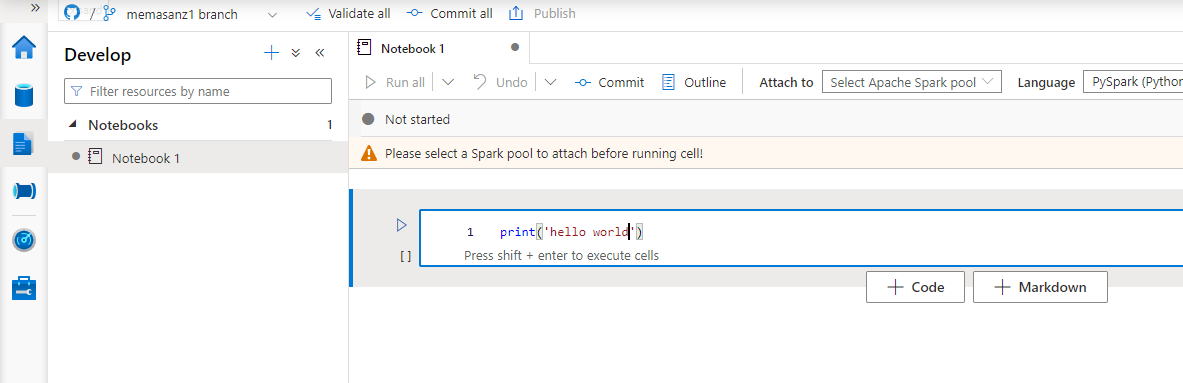 / memasanz1 branch Validate all Commit all Publish
Develop
Filter resources by name
Notebooks 1
Notebook 1
Notebook 1
Run all Undo Commit Outline Attach to Select Apache Spark pool Language PySpark (Python
Not started
Please select a Spark pool to attach before running cell!
1 print('hello world')
[ ] Press shift + enter to execute cells
+ Code + Markdown